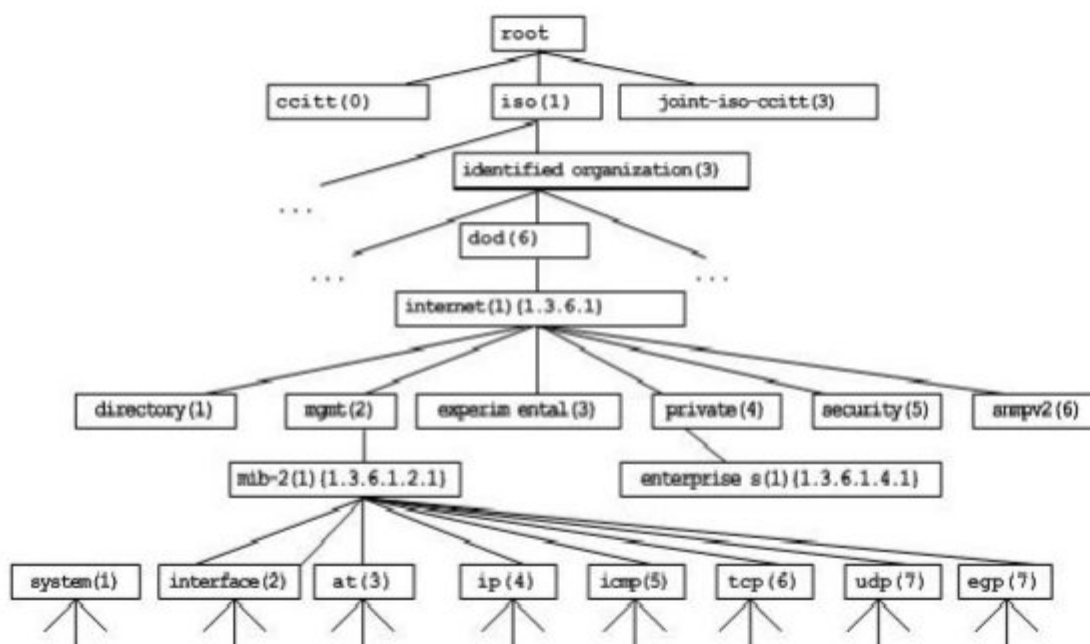 root
ccitt(0) iso(1) joint-iso-ccitt(3)
identified organization(3)
...
dod(6)
... ...
internet(1){1.3.6.1}
directory(1) mgmt(2) experim ental(3) private(4) security(5) snmpv2(6)
mib-2(1){1.3.6.1.2.1} enterprise s(1){1.3.6.1.4.1}
system(1) interface(2) at(3) ip(4) icmp(5) tcp(6) udp(7) egp(7)